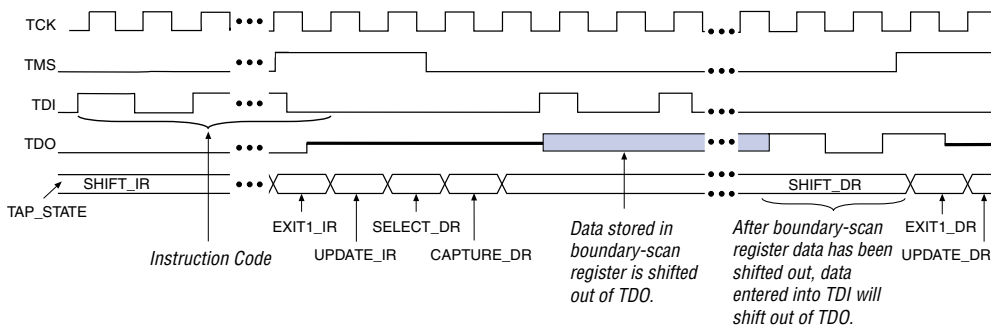 TCK
TMS
TDI
TDO
SHIFT_IR
SHIFT_DR
TAP_STATE
EXIT1_IR
SELECT_DR
UPDATE_IR
CAPTURE_DR
EXIT1_DR
UPDATE_DR
Instruction Code
Data stored in
boundary-scan
register is shifted
out of TDO.
After boundary-scan
register data has been
shifted out, data
entered into TDI will
shift out of TDO.